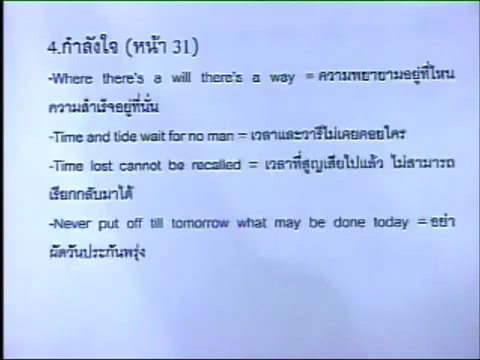 4.กำลังใจ (หน้า 31)
-Where there's a will there's a way = ความพยายามอยู่ที่ไหน
ความสำเร็จอยู่ที่นั่น
-Time and tide wait for no man = เวลาและวารีไม่เคยคอยใคร
-Time lost cannot be recalled = เวลาที่สูญเสียไปแล้ว ไม่สามารถ
เรียกกลับมาได้
-Never put off till tomorrow what may be done today = อย่า
ผัดวันประกันพรุ่ง